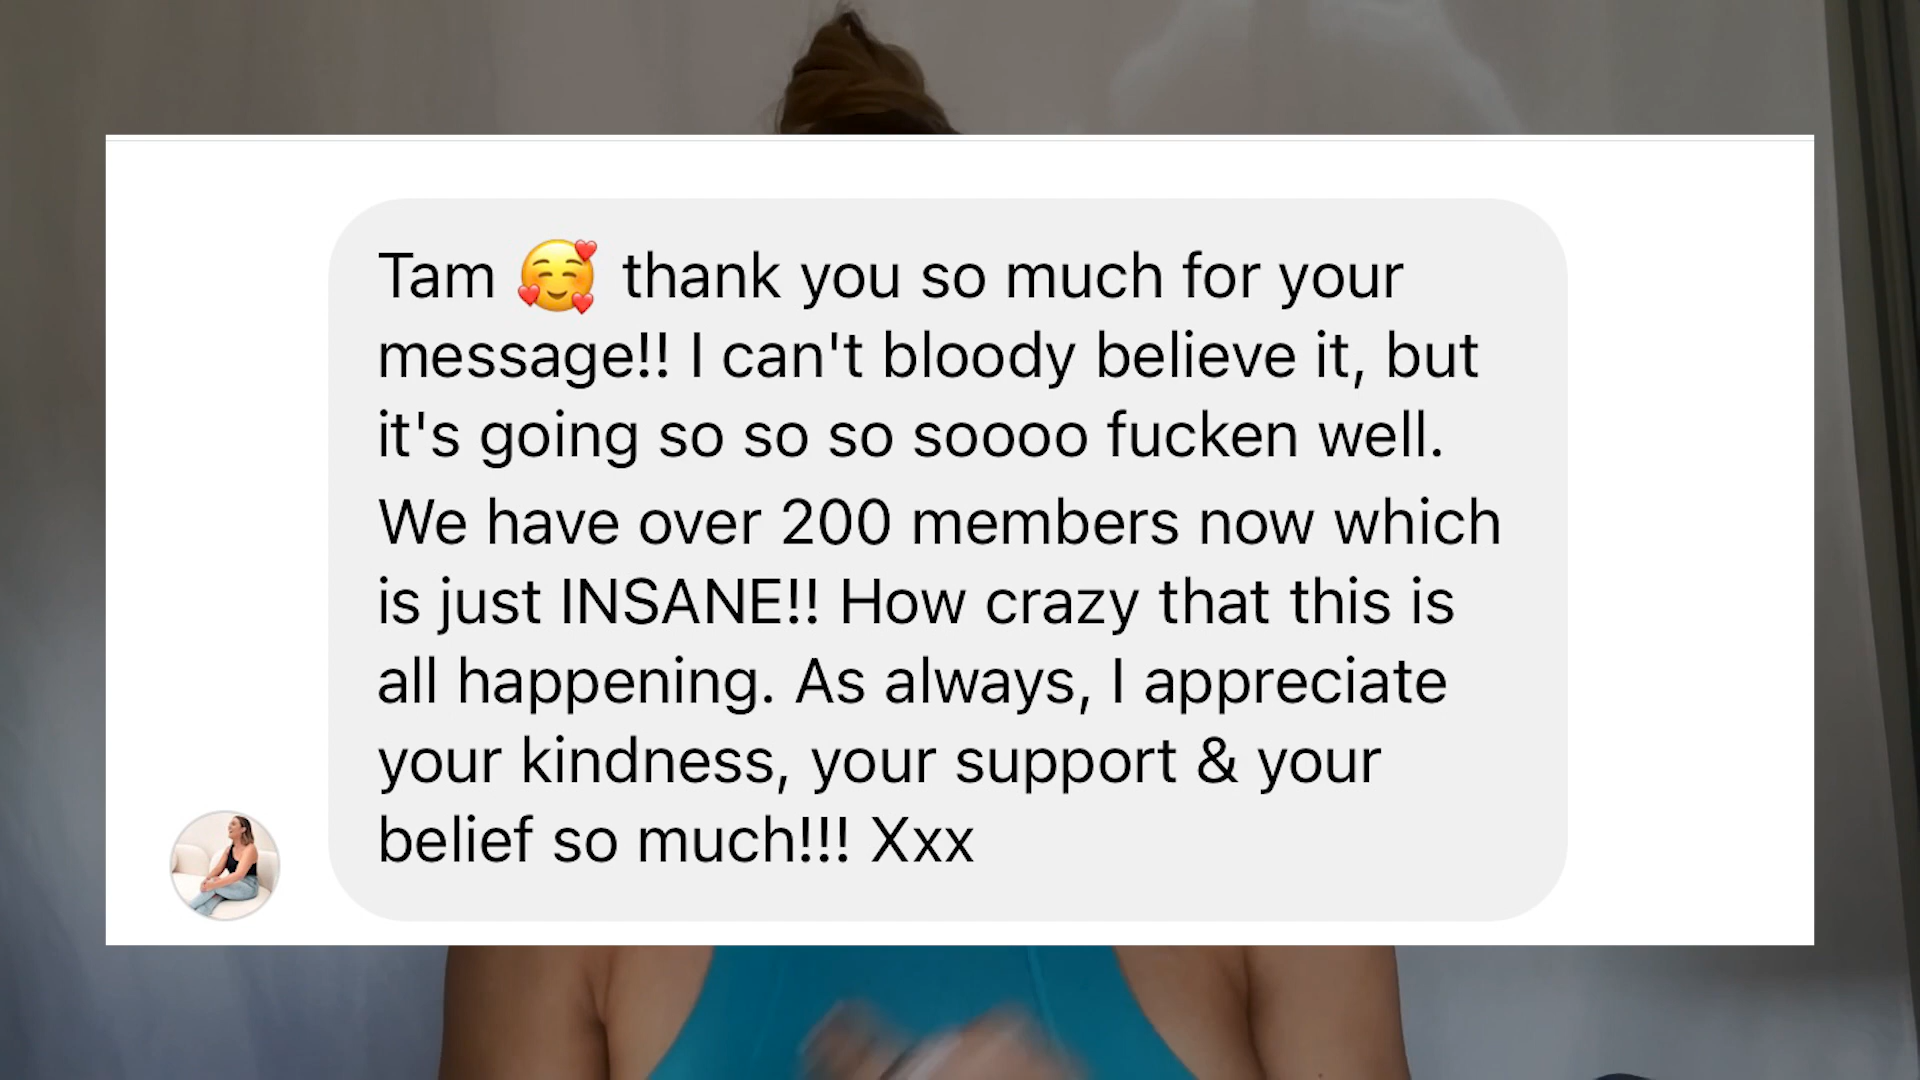 Tam 🥰 thank you so much for your
message!! I can't bloody believe it, but
it's going so so so soooo fucken well.
We have over 200 members now which
is just INSANE!! How crazy that this is
all happening. As always, I appreciate
your kindness, your support & your
belief so much!!! Xxx